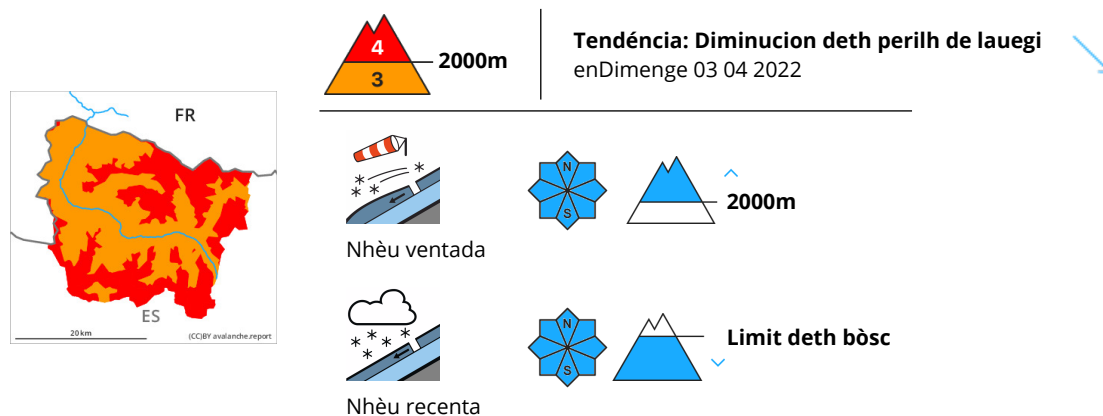 4
3
2000m
Tendéncia: Diminucion deth perilh de lauegi
enDimenge 03 04 2022
FR
ES
20 km
(CC)BY avalanche.report
N
S
2000m
Nhèu ventada
N
S
Limit deth bòsc
Nhèu recenta